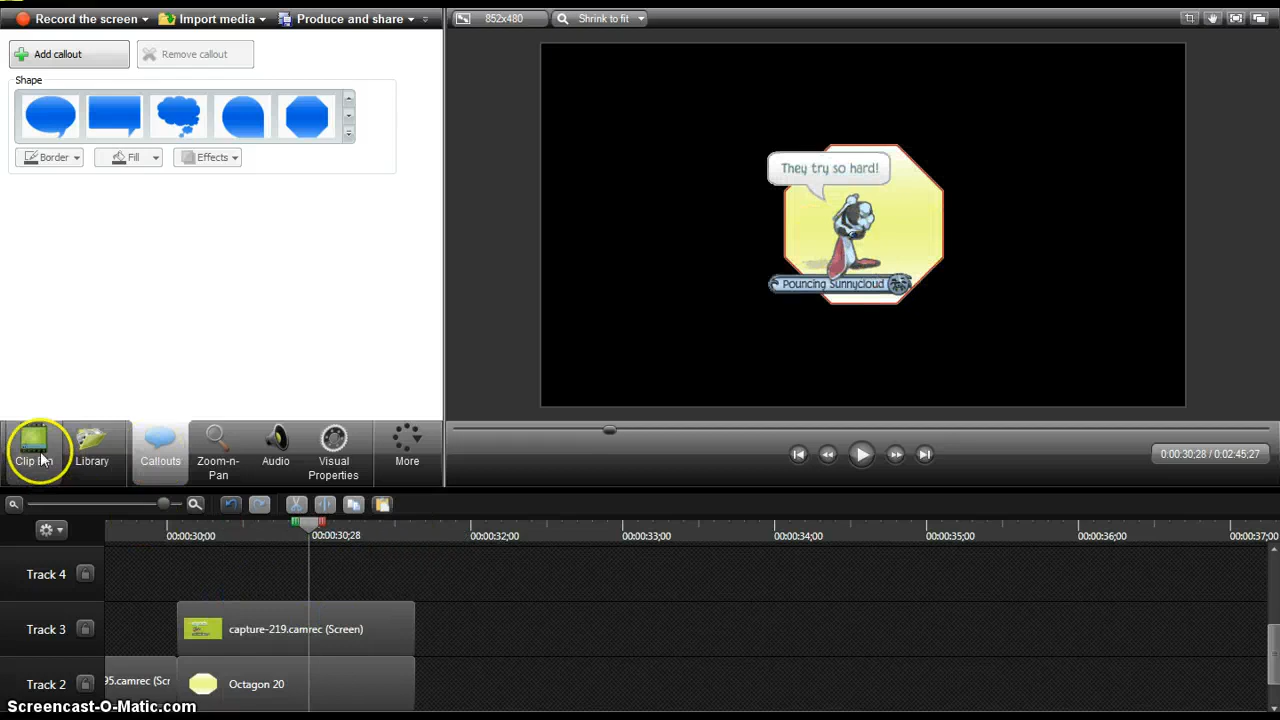 Record the screen Import media Produce and share
852x480 Shrink to fit
Add callout Remove callout
Shape
Border Fill Effects
They try so hard!
Pouncing Sunnycloud
Library Callouts Zoom-n-Pan Audio Visual Properties More
0:00:30;28 / 0:02:45;27
00:00:30;00 00:00:30;28 00:00:32;00 00:00:33;00 00:00:34;00 00:00:35;00 00:00:36;00 00:00:37;00
Track 4
Track 3 capture-219.camrec (Screen)
Track 2 95.camrec (Scr Octagon 20
Screencast-O-Matic.com